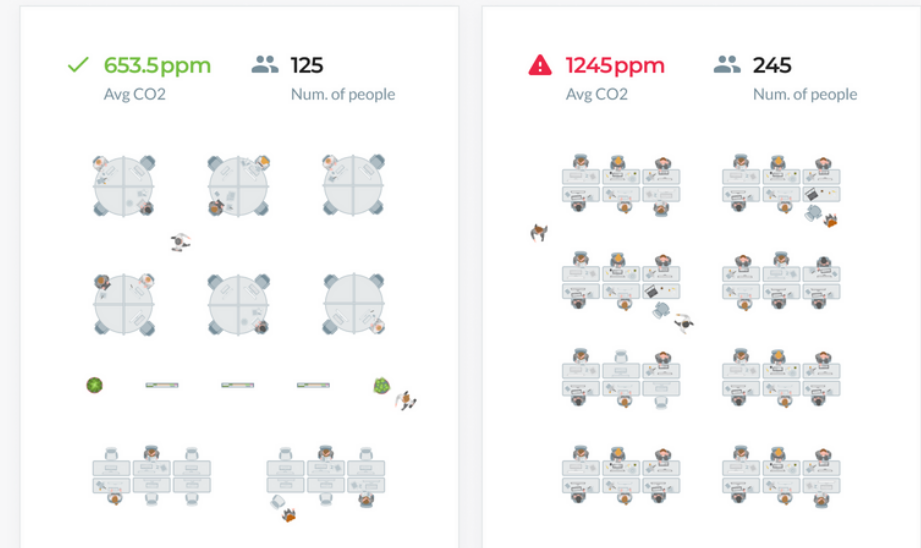 653.5ppm
125
Avg CO2
Num. of people
1245ppm
245
Avg CO2
Num. of people